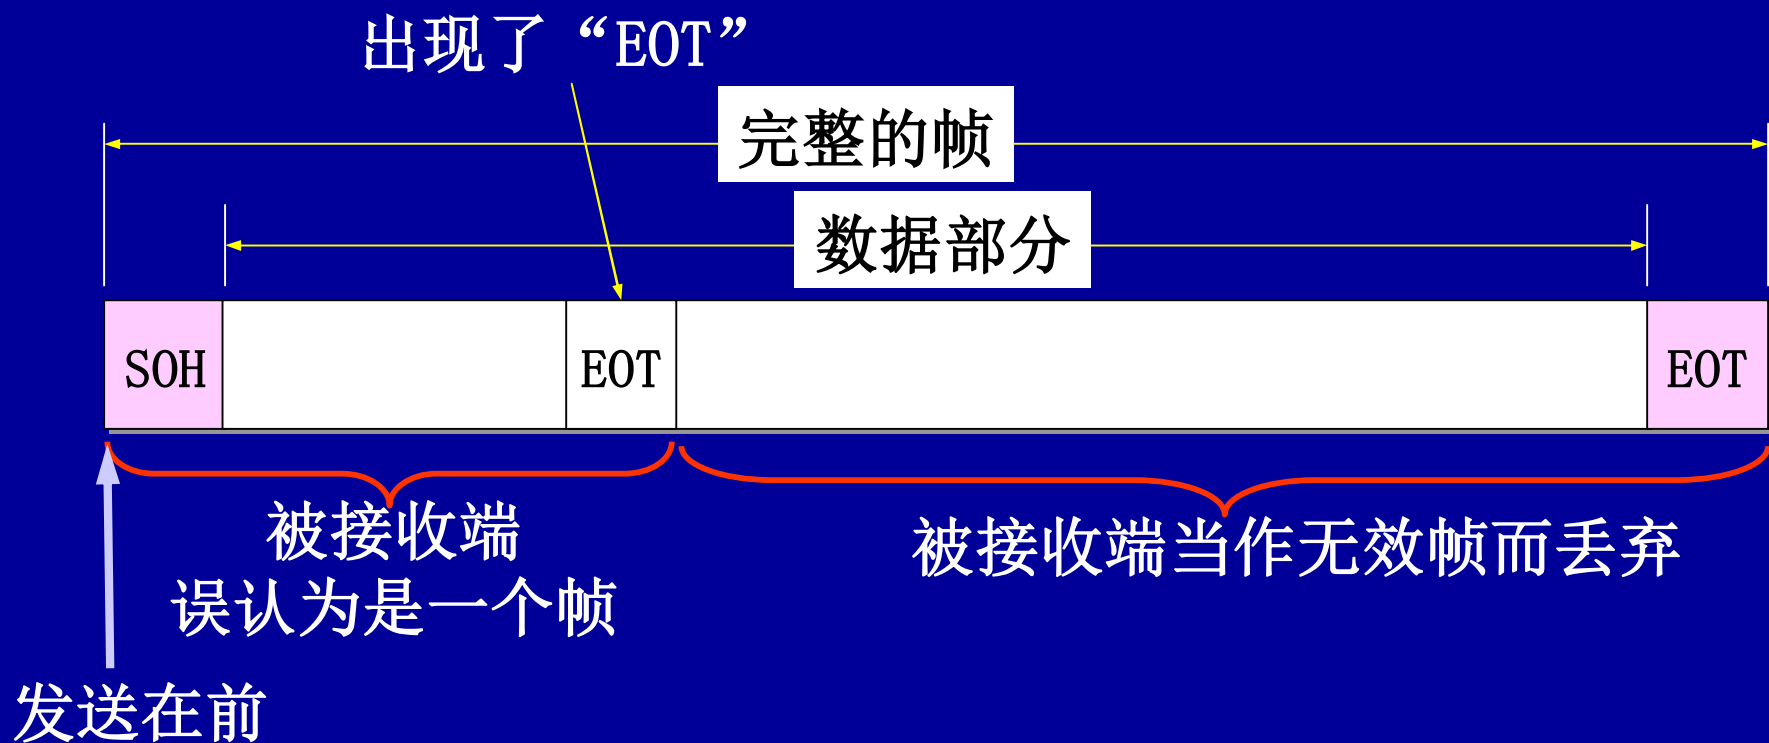 出现了“EOT”
完整的帧
数据部分
SOH
EOT
EOT
被接收端
误认为是一个帧
被接收端当作无效帧而丢弃
发送在前